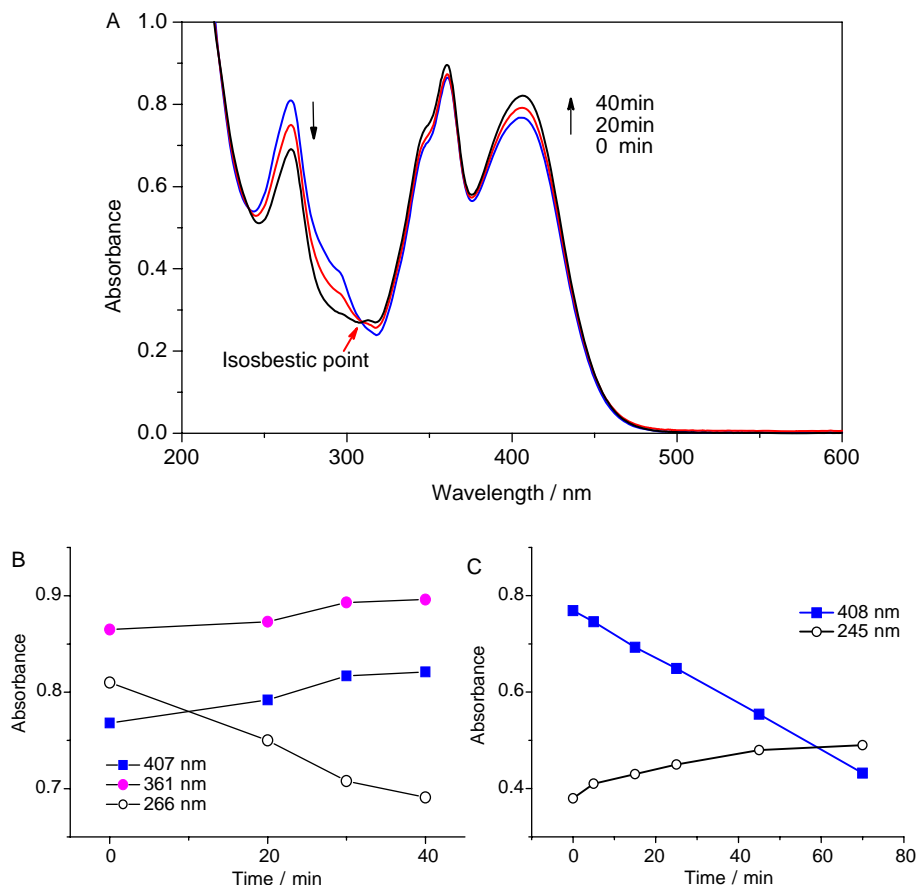 A
1.0
0.8
0.6
0.4
0.2
0.0
Absorbance
40min
20min
0 min
Isosbestic point
200
300
400
500
600
Wavelength / nm
B
0.9
0.8
0.7
Absorbance
407 nm
361 nm
266 nm
0
20
40
Time / min
C
0.8
0.6
0.4
Absorbance
408 nm
245 nm
0
20
40
60
80
Time / min